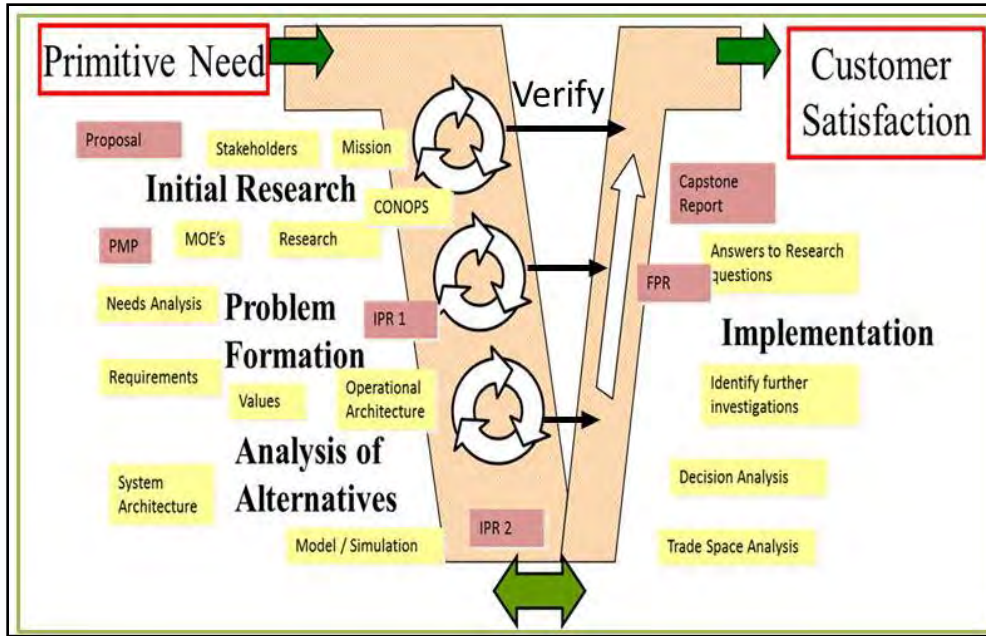 Primitive Need
Verify
Customer
Satisfaction
Proposal
Stakeholders
Mission
Initial Research
CONOPS
PMP
MOE's
Research
Needs Analysis
Problem
Formation
IPR 1
Requirements
Values
Operational
Architecture
Analysis of
Alternatives
System
Architecture
Model / Simulation
IPR 2
Capstone
Report
Answers to Research
questions
FPR
Implementation
Identify further
investigations
Decision Analysis
Trade Space Analysis